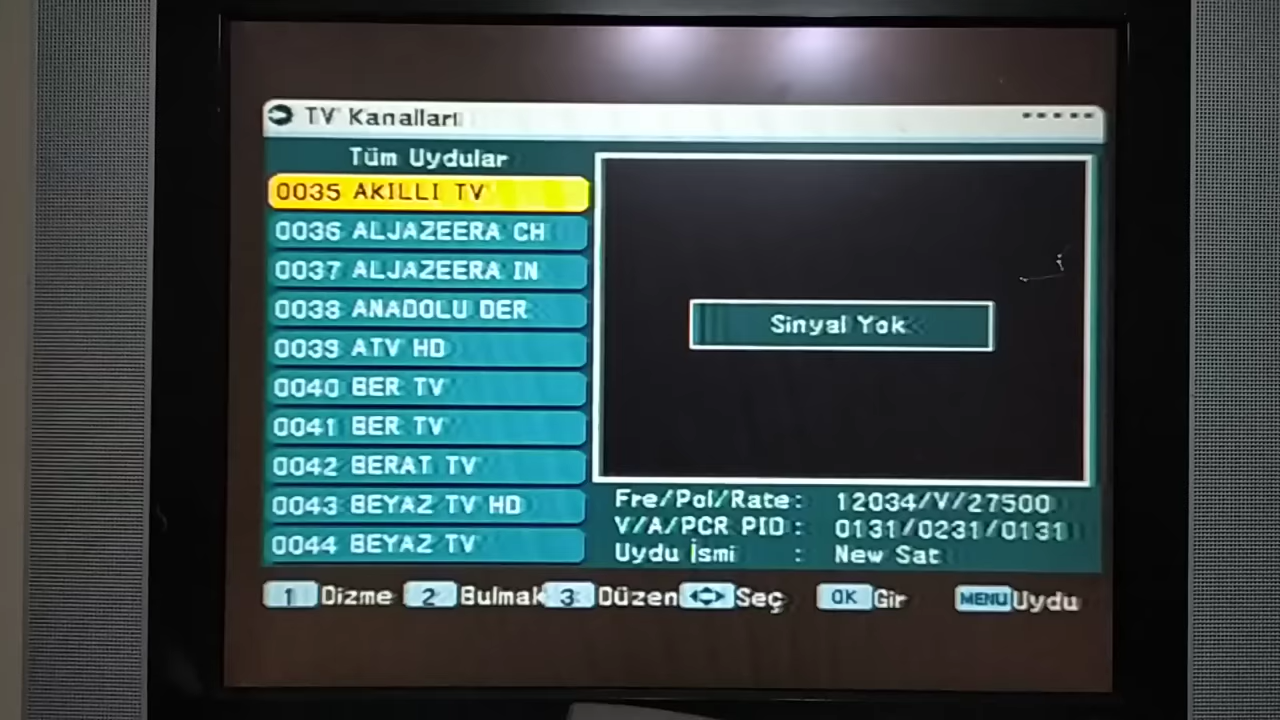 TV Kanalları
Tüm Uydular
0035 AKILLI TV
0036 ALJAZEERA CH
0037 ALJAZEERA IN
0038 ANADOLU DER
0039 ATV HD
0040 BER TV
0041 BER TV
0042 BERAT TV
0043 BEYAZ TV HD
0044 BEYAZ TV
Sinyal Yok
Fre/Pol/Rate: 12034/V/27500
V/A/PCR PID: 0131/0231/0131
Uydu İsmi : New Sat
1 Dizme 2 Bulmak 3 Düzen Seç OK Gir MENU Uydu